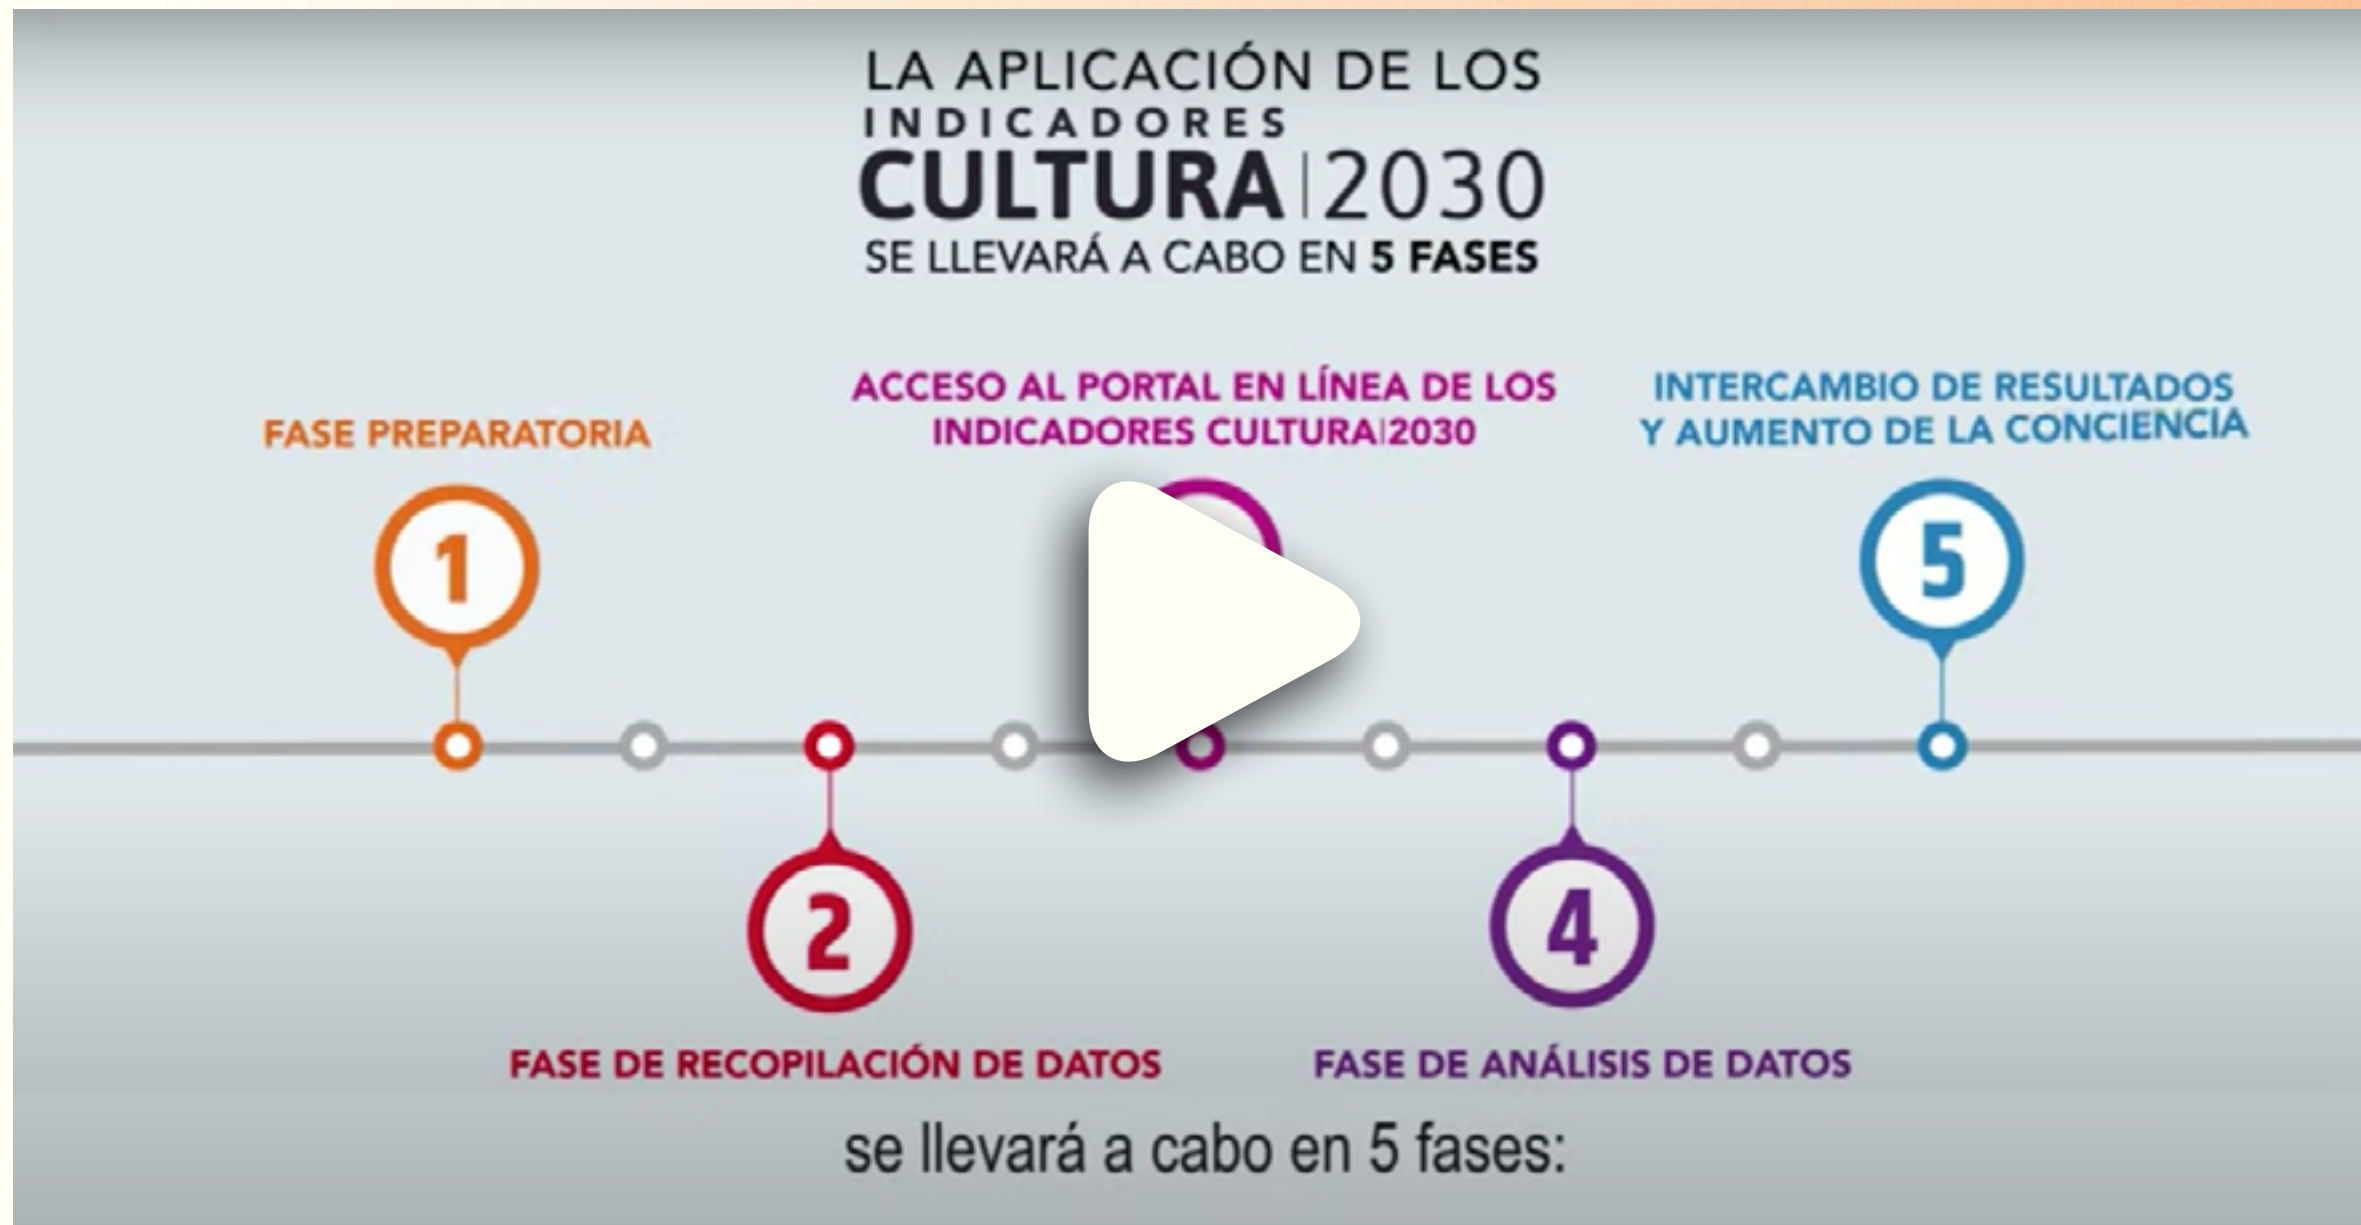 LA APLICACIÓN DE LOS
INDICADORES
CULTURA|2030
SE LLEVARÁ A CABO EN 5 FASES
FASE PREPARATORIA
1
2
FASE DE RECOPILACIÓN DE DATOS
ACCESO AL PORTAL EN LÍNEA DE LOS
INDICADORES CULTURA|2030
4
FASE DE ANÁLISIS DE DATOS
INTERCAMBIO DE RESULTADOS
Y AUMENTO DE LA CONCIENCIA
5
se llevará a cabo en 5 fases: